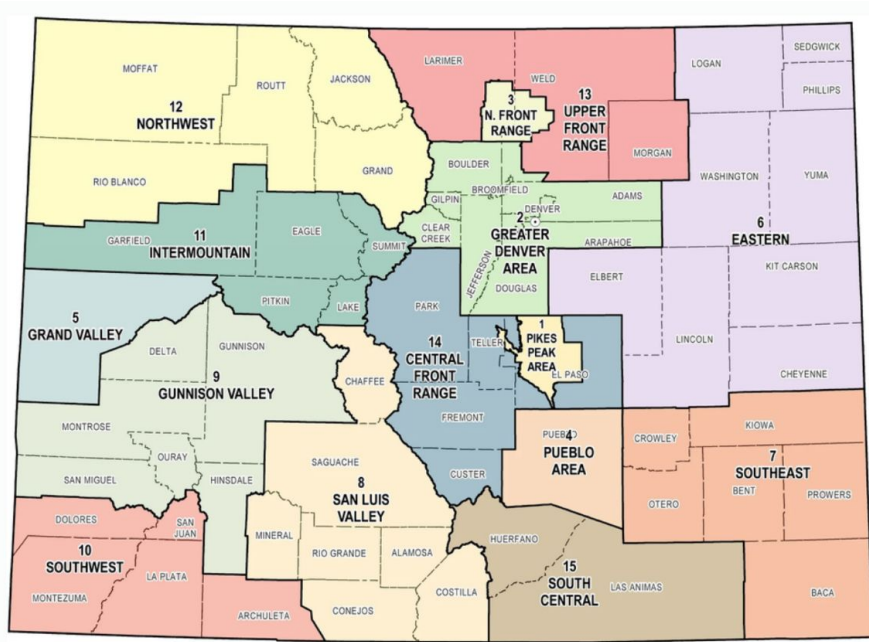 MOFFAT
ROUTT
JACKSON
12
NORTHWEST
RIO BLANCO
GRAND
LARIMER
WELD
3
N. FRONT
RANGE
13
UPPER
FRONT
RANGE
MORGAN
LOGAN
SEDGWICK
PHILLIPS
WASHINGTON
YUMA
6
EASTERN
KIT CARSON
ELBERT
LINCOLN
CHEYENNE
BOULDER
BROOMFIELD
GILPIN
CLEAR
CREEK
ADAMS
DENVER
2
GREATER
DENVER
AREA
ARAPAHOE
JEFFERSON
DOUGLAS
GARFIELD
11
INTERMOUNTAIN
EAGLE
SUMMIT
PITKIN
LAKE
5
GRAND VALLEY
DELTA
GUNNISON
9
GUNNISON VALLEY
MONTROSE
OURAY
SAN MIGUEL
HINSDALE
PARK
14
CENTRAL
FRONT
RANGE
TELLER
1
PIKES
PEAK
AREA
EL PASO
FREMONT
CUSTER
CHAFFEE
SAGUACHE
8
SAN LUIS
VALLEY
MINERAL
RIO GRANDE
ALAMOSA
CONEJOS
COSTILLA
PUEBLO
4
PUEBLO
AREA
CROWLEY
KIOWA
7
SOUTHEAST
OTERO
BENT
PROWERS
BACA
HUERFANO
15
SOUTH
CENTRAL
LAS ANIMAS
DOLORES
SAN
JUAN
10
SOUTHWEST
MONTEZUMA
LA PLATA
ARCHULETA